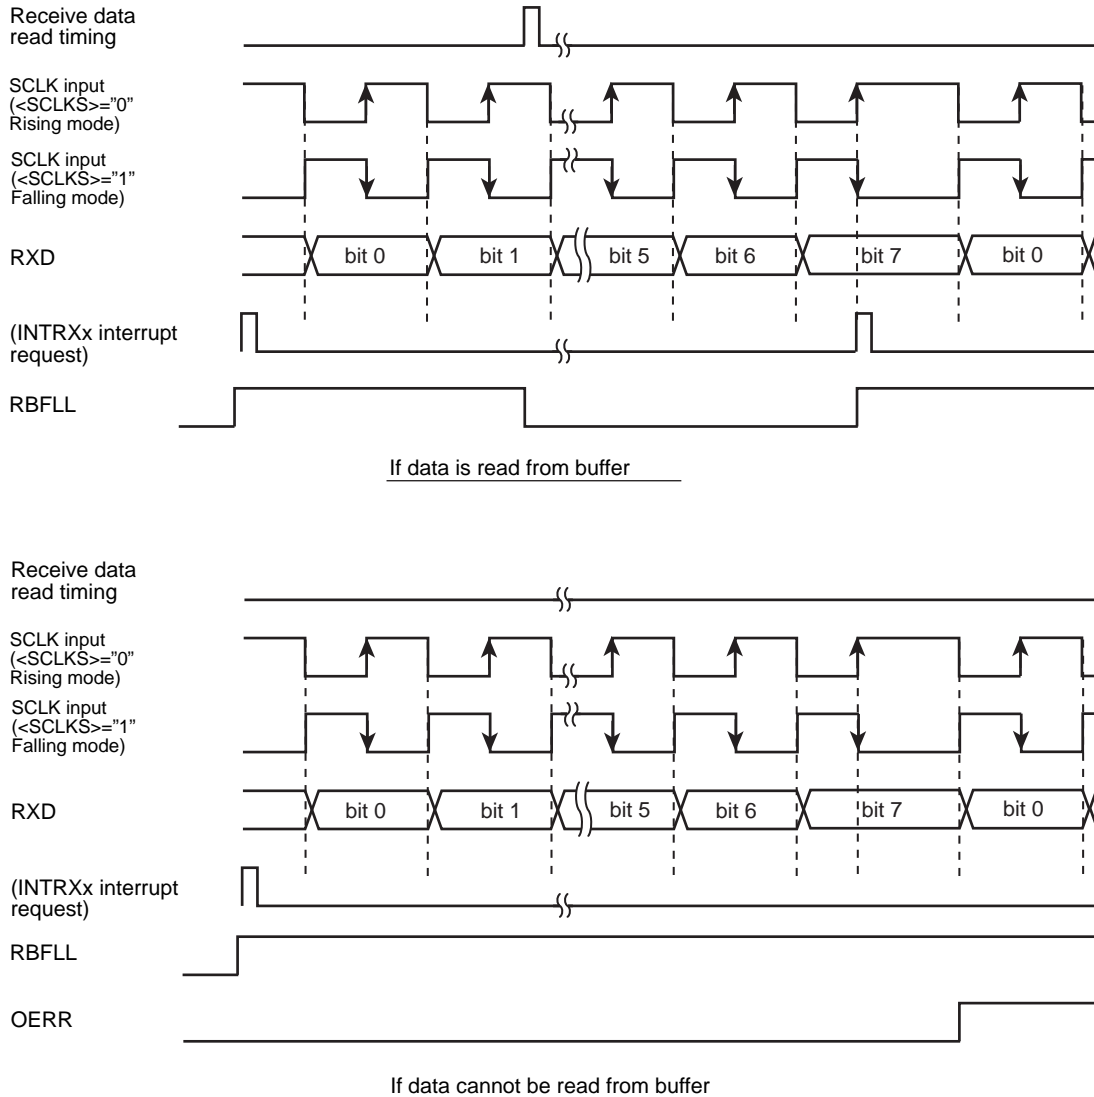 Receive data
read timing
SCLK input
(<SCLKS>=”0”
Rising mode)
SCLK input
(<SCLKS>=”1”
Falling mode)
RXD
bit 0
bit 1
bit 5
bit 6
bit 7
bit 0
(INTRXx interrupt
request)
RBFLL
If data is read from buffer
Receive data
read timing
SCLK input
(<SCLKS>=”0”
Rising mode)
SCLK input
(<SCLKS>=”1”
Falling mode)
RXD
bit 0
bit 1
bit 5
bit 6
bit 7
bit 0
(INTRXx interrupt
request)
RBFLL
OERR
If data cannot be read from buffer